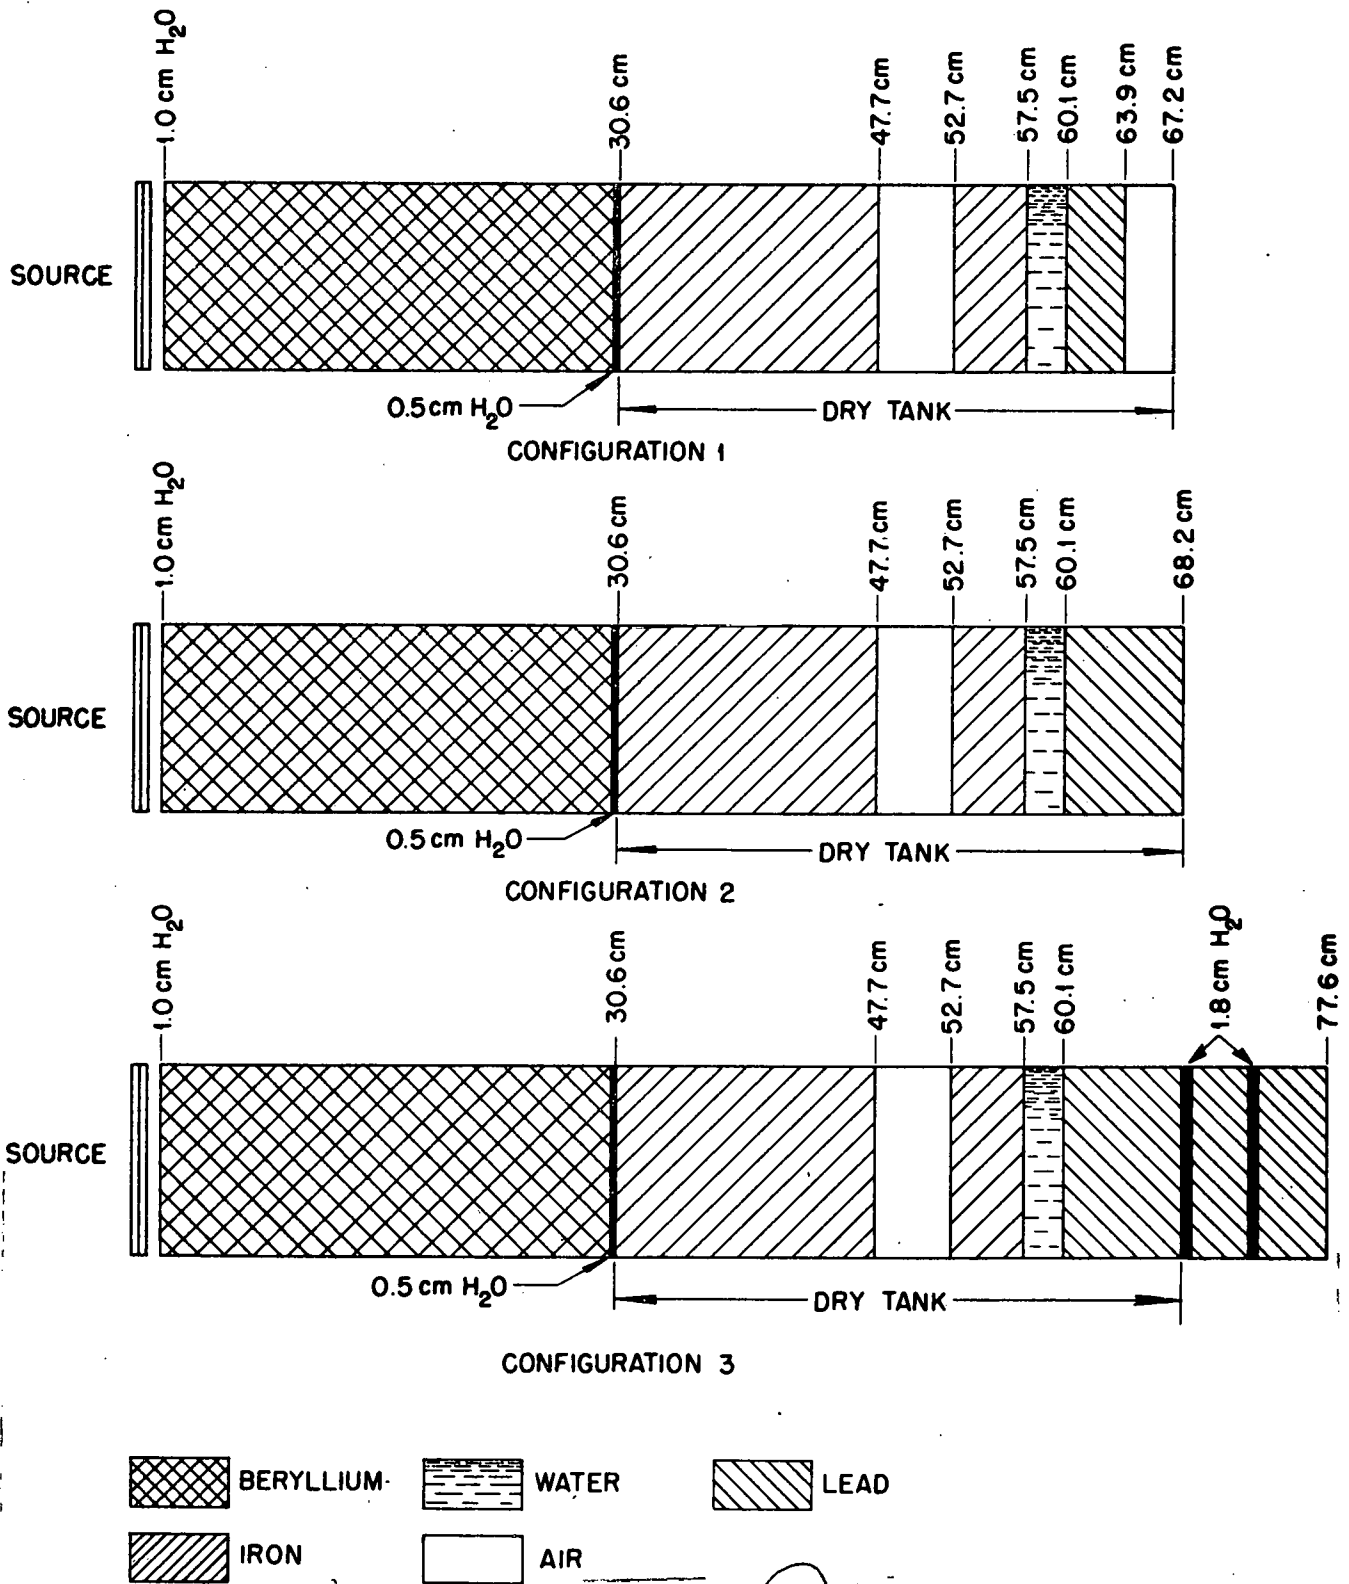 1.0 cm H2O
30.6 cm
47.7 cm
52.7 cm
57.5 cm
60.1 cm
63.9 cm
67.2 cm
SOURCE
0.5 cm H2O
DRY TANK
CONFIGURATION 1
1.0 cm H2O
30.6 cm
47.7 cm
52.7 cm
57.5 cm
60.1 cm
68.2 cm
SOURCE
0.5 cm H2O
DRY TANK
CONFIGURATION 2
1.0 cm H2O
30.6 cm
47.7 cm
52.7 cm
57.5 cm
60.1 cm
1.8 cm H2O
77.6 cm
SOURCE
0.5 cm H2O
DRY TANK
CONFIGURATION 3
BERYLLIUM
WATER
LEAD
IRON
AIR